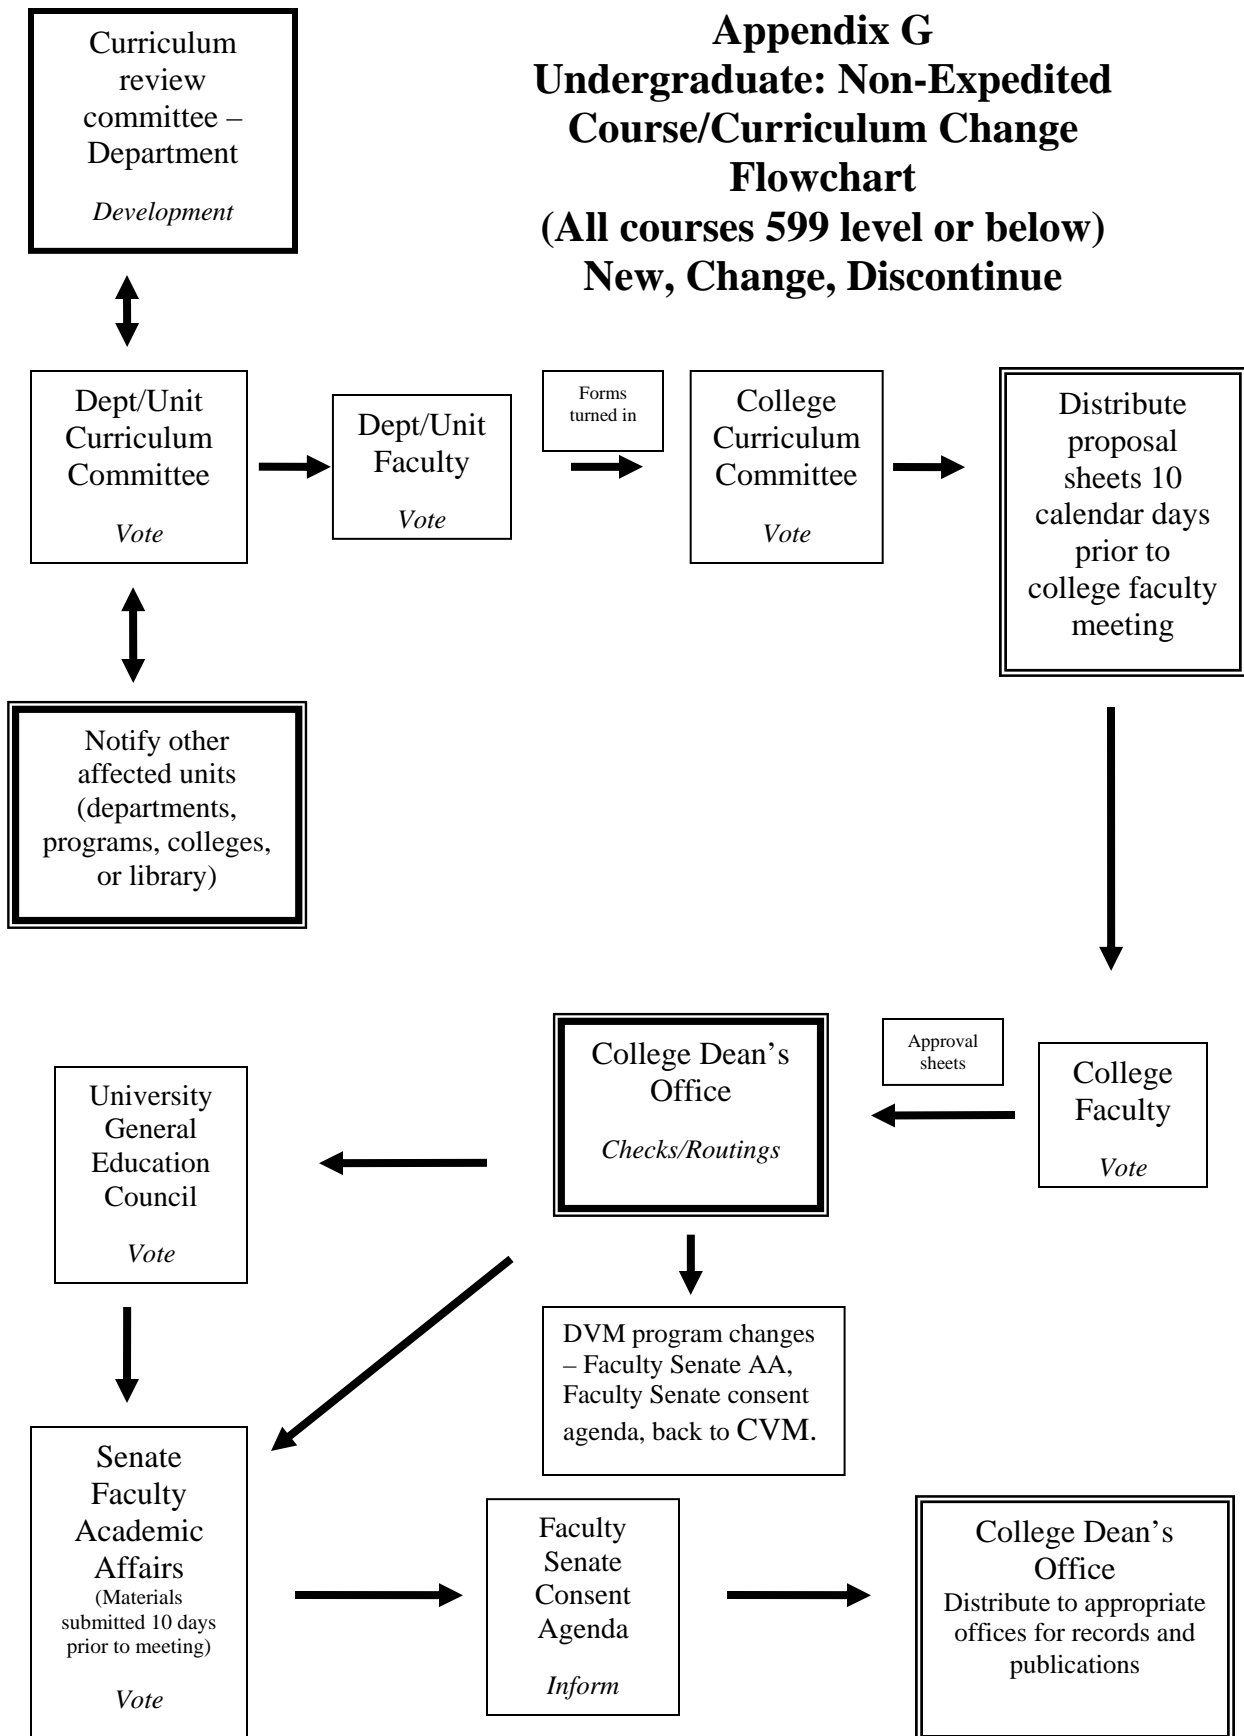 Appendix G
Undergraduate: Non-Expedited
Course/Curriculum Change
Flowchart
(All courses 599 level or below)
New, Change, Discontinue
Curriculum
review
committee –
Department
Development
Dept/Unit
Curriculum
Committee
Vote
Dept/Unit
Faculty
Vote
Forms
turned in
College
Curriculum
Committee
Vote
Distribute
proposal
sheets 10
calendar days
prior to
college faculty
meeting
Notify other
affected units
(departments,
programs, colleges,
or library)
College
Faculty
Vote
Approval
sheets
College Dean’s
Office
Checks/Routings
University
General
Education
Council
Vote
DVM program changes
– Faculty Senate AA,
Faculty Senate consent
agenda, back to CVM.
Senate
Faculty
Academic
Affairs
(Materials
submitted 10 days
prior to meeting)
Vote
Faculty
Senate
Consent
Agenda
Inform
College Dean’s
Office
Distribute to appropriate
offices for records and
publications